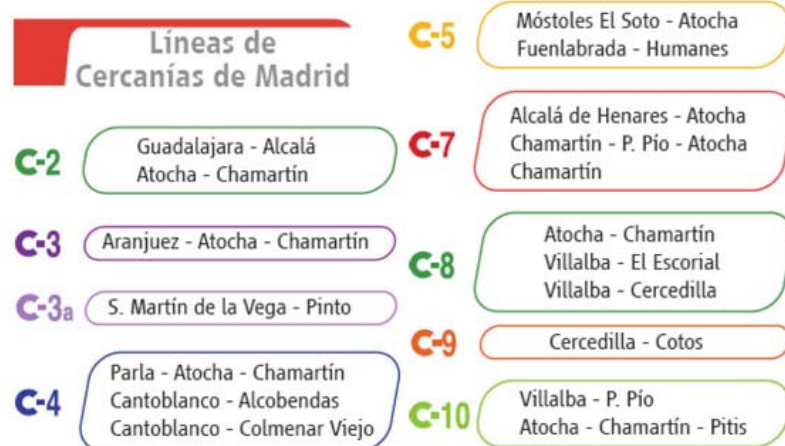 Líneas de
Cercanías de Madrid
C-2
Guadalajara - Alcalá
Atocha - Chamartín
C-3
Aranjuez - Atocha - Chamartín
C-3a
S. Martín de la Vega - Pinto
C-4
Parla - Atocha - Chamartín
Cantoblanco - Alcobendas
Cantoblanco - Colmenar Viejo
C-5
Móstoles El Soto - Atocha
Fuenlabrada - Humanes
C-7
Alcalá de Henares - Atocha
Chamartín - P. Pío - Atocha
Chamartín
C-8
Atocha - Chamartín
Villalba - El Escorial
Villalba - Cercedilla
C-9
Cercedilla - Cotos
C-10
Villalba - P. Pío
Atocha - Chamartín - Pitis